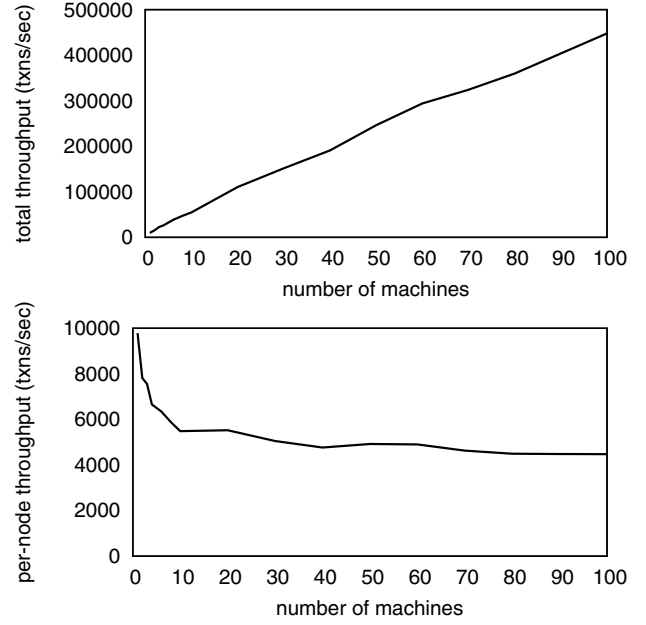 total throughput (txns/sec)
500000
400000
300000
200000
100000
0
0 10 20 30 40 50 60 70 80 90 100
number of machines
per-node throughput (txns/sec)
10000
8000
6000
4000
2000
0
0 10 20 30 40 50 60 70 80 90 100
number of machines